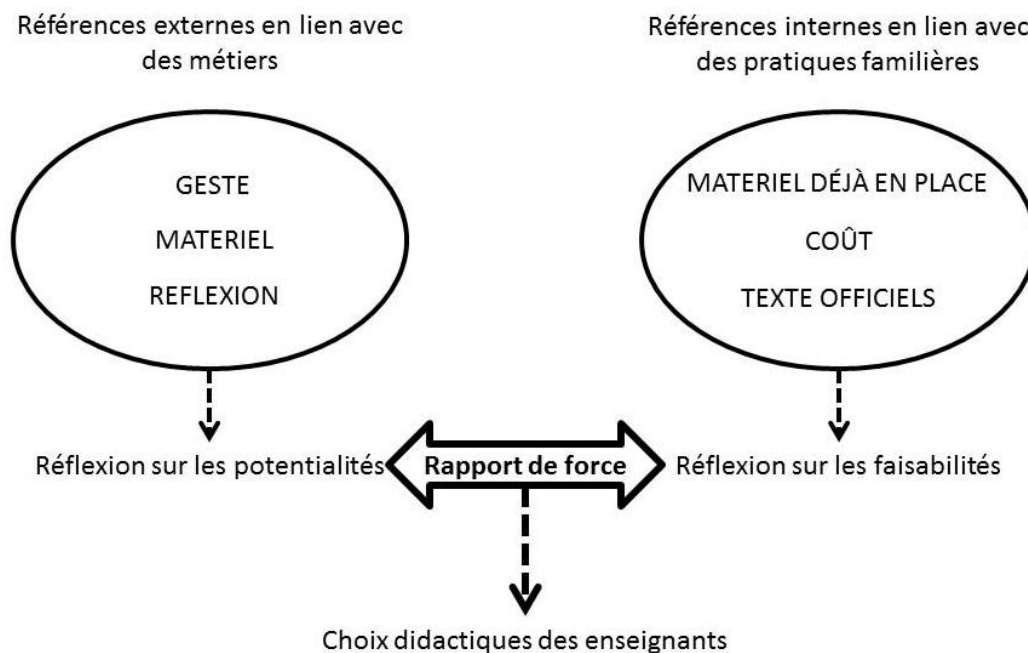 Références externes en lien avec
des métiers
Références internes en lien avec
des pratiques familières
GESTE
MATERIEL
REFLEXION
MATERIEL DÉJÀ EN PLACE
COÛT
TEXTE OFFICIELS
Réflexion sur les potentialités
Rapport de force
Réflexion sur les faisabilités
Choix didactiques des enseignants